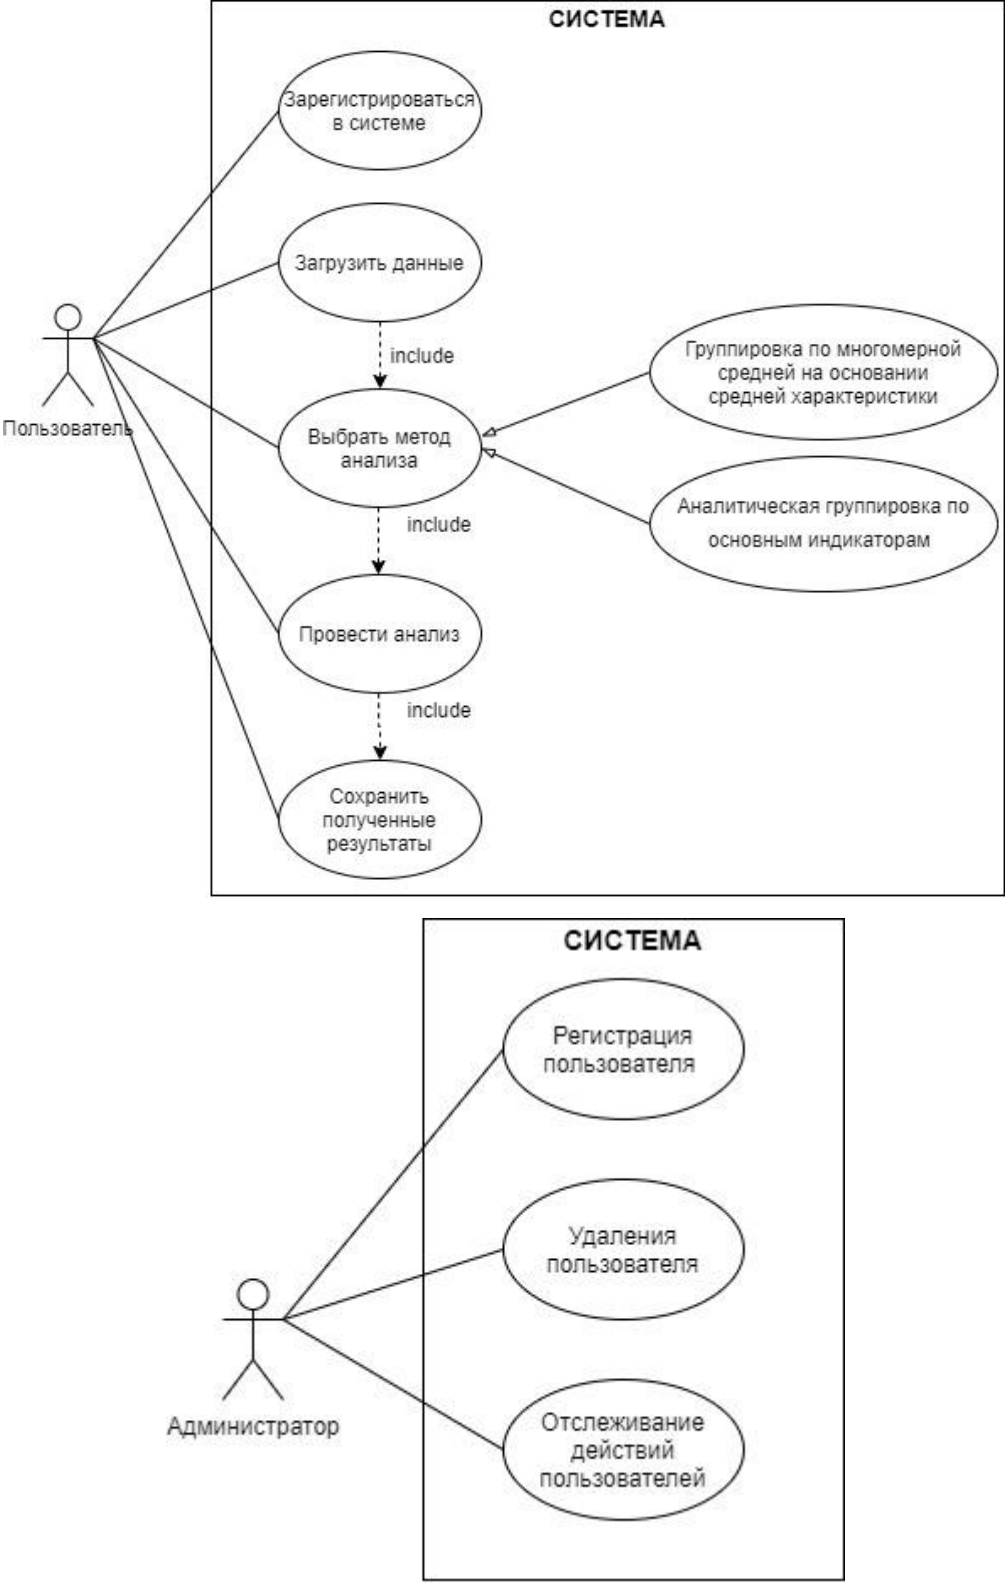 СИСТЕМА
Зарегистрироваться
в системе
Загрузить данные
include
Группировка по многомерной
средней на основании
средней характеристики
Пользователь
Выбрать метод
анализа
Аналитическая группировка по
основным индикаторам
include
Провести анализ
include
Сохранить
полученные
результаты
СИСТЕМА
Регистрация
пользователя
Удаления
пользователя
Администратор
Отслеживание
действий
пользователей